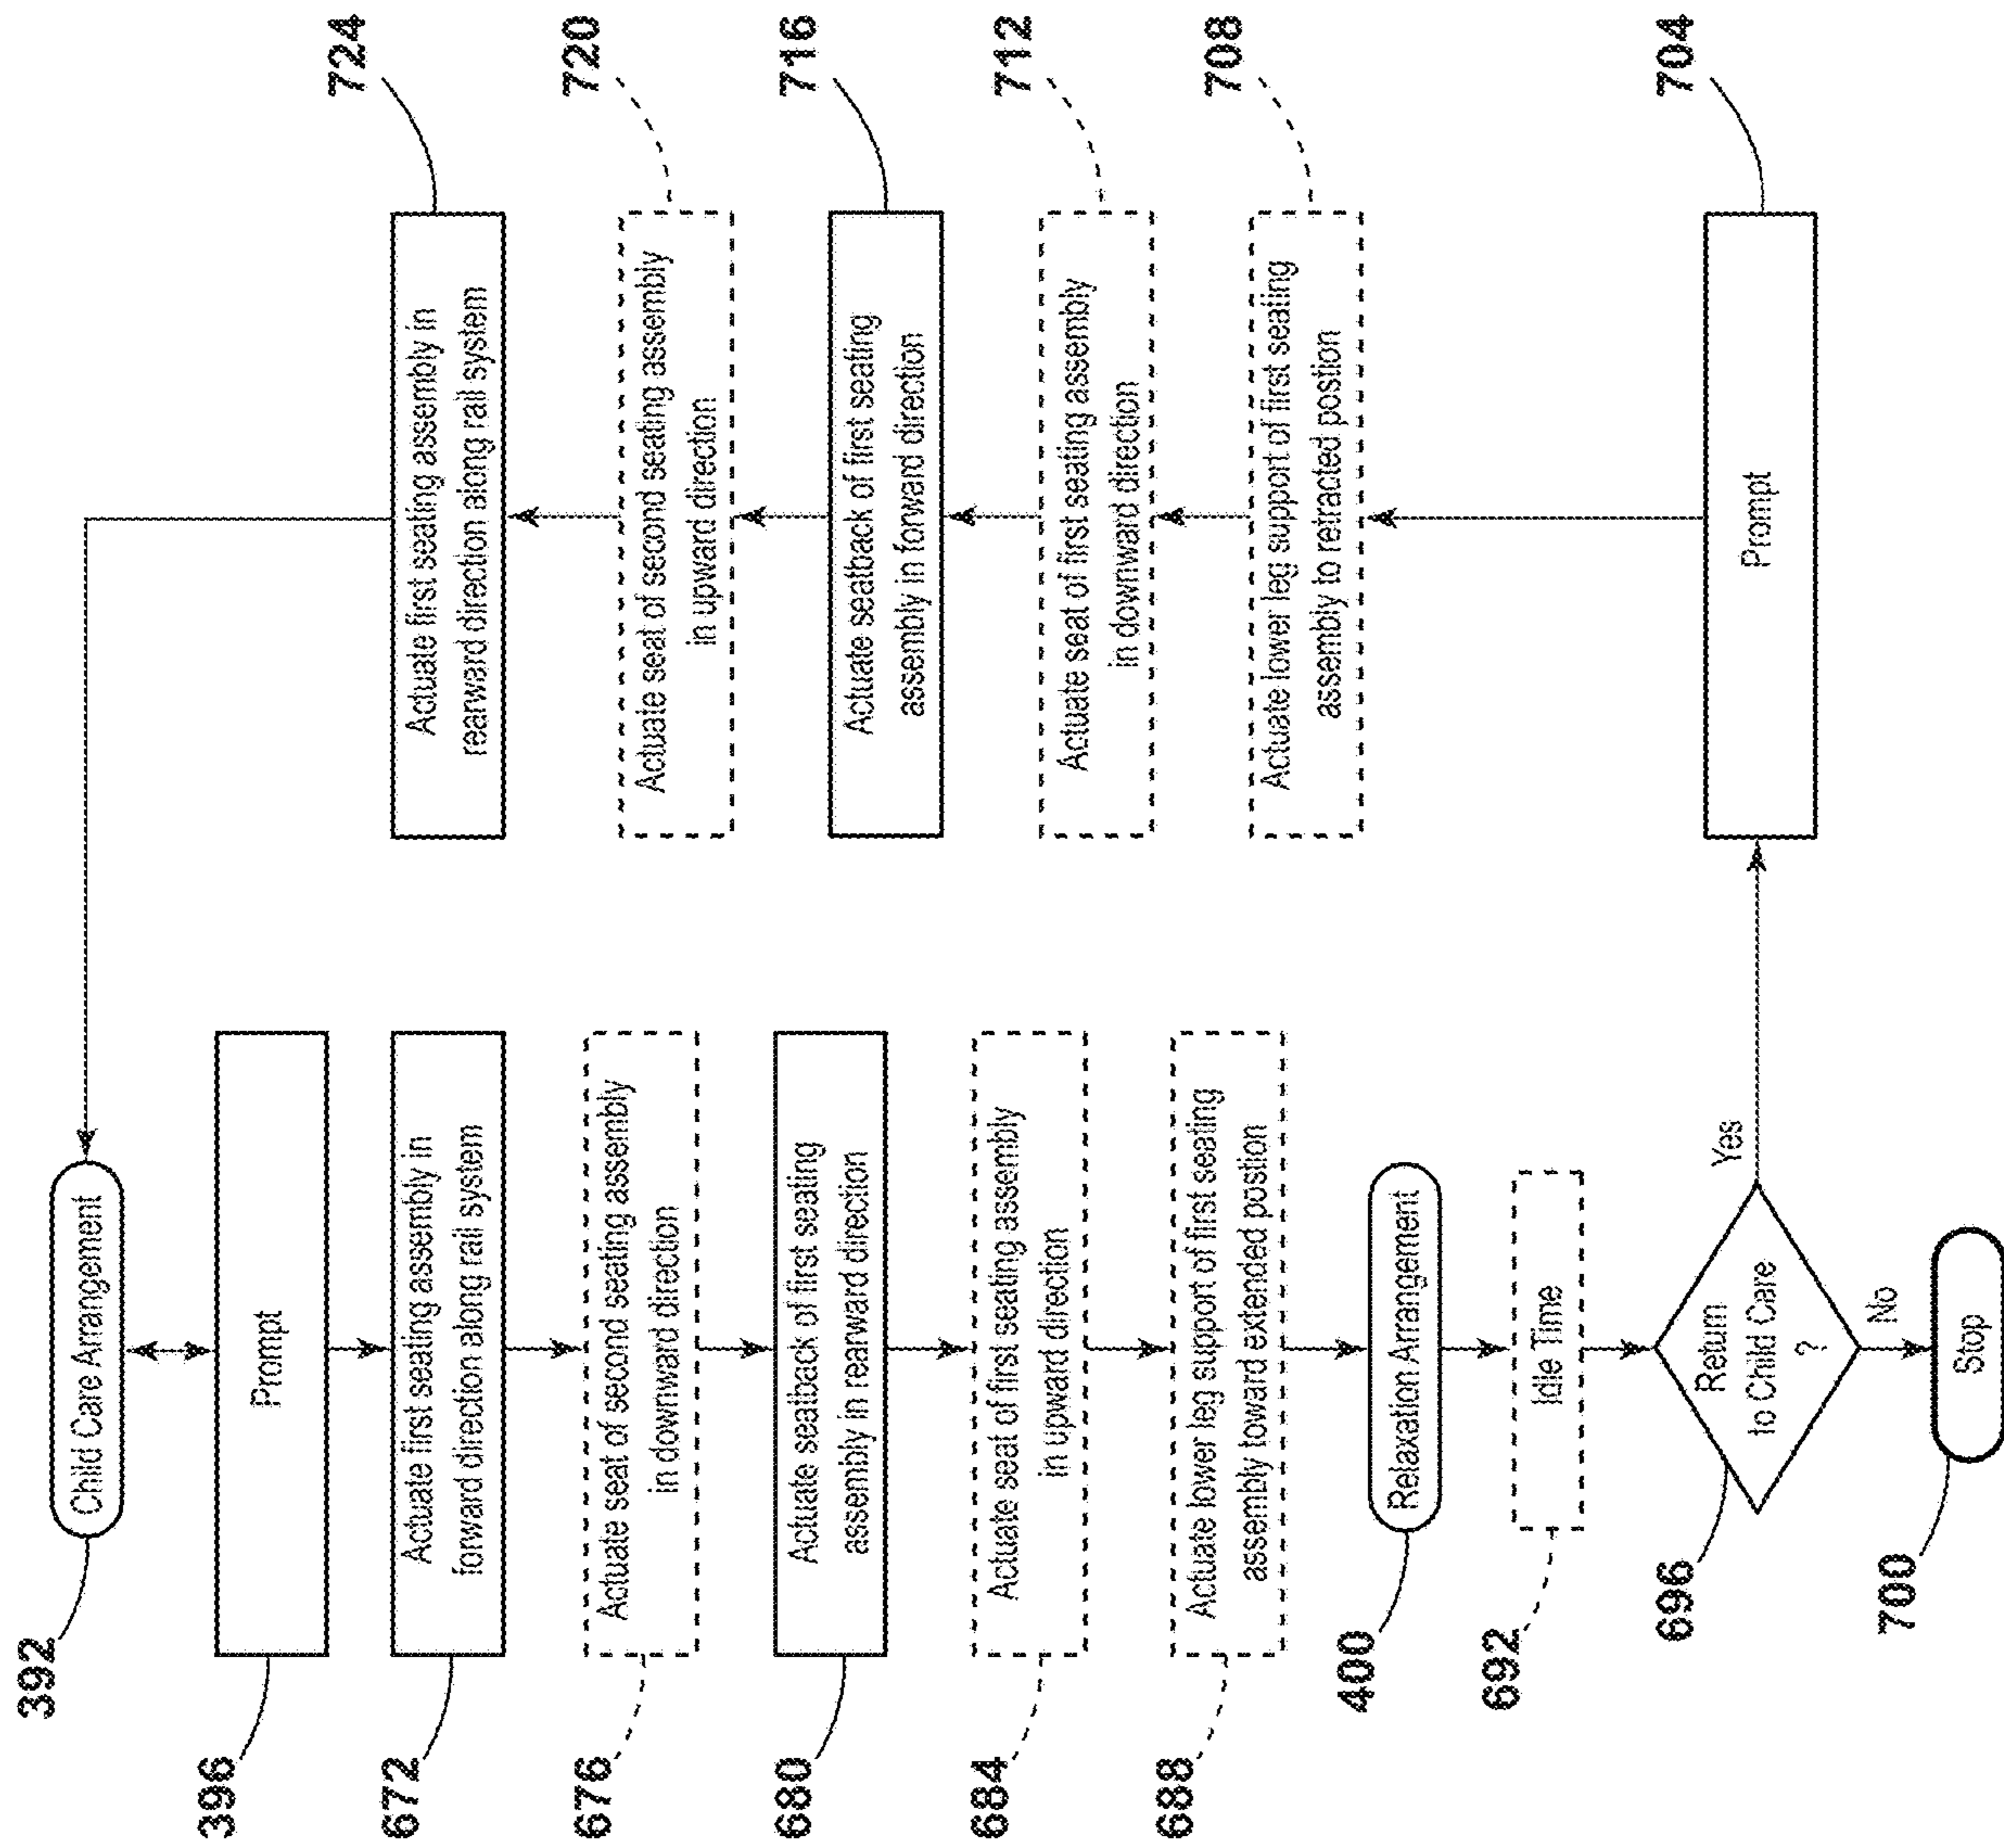 392
Child Care Arrangement
396
Prompt
672
Actuate first seating assembly in
forward direction along rail system
676
Actuate seat of second seating assembly
in downward direction
680
Actuate seatback of first seating
assembly in rearward direction
684
Actuate seat of first seating assembly
in upward direction
688
Actuate lower leg support of first seating
assembly toward extended postion
400
Relaxation Arrangement
692
Idle Time
696
Return
to Child Care
?
Yes
No
700
Stop
724
Actuate first seating assembly in
rearward direction along rail system
720
Actuate seat of second seating assembly
in upward direction
716
Actuate seatback of first seating
assembly in forward direction
712
Actuate seat of first seating assembly
in downward direction
708
Actuate lower leg support of first seating
assembly to retracted postion
704
Prompt